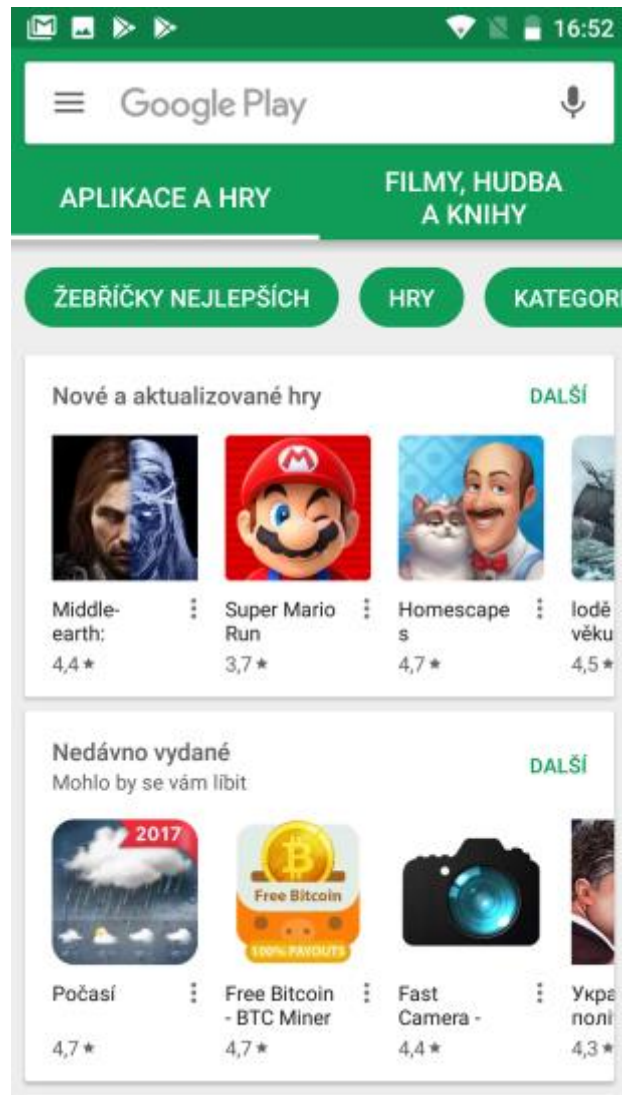 16:52
Google Play
APLIKACE A HRY
FILMY, HUDBA
A KNIHY
ŽEBŘÍČKY NEJLEPŠÍCH
HRY
KATEGORI
Nové a aktualizované hry
DALŠÍ
Middle-
earth:
4,4★
Super Mario
Run
3,7★
Homescape
s
4,7★
lodě
věku
4,5★
Nedávno vydané
Mohlo by se vám líbit
DALŠÍ
2017
Free Bitcoin
100% PAYOUTS
Počasí
4,7★
Free Bitcoin
- BTC Miner
4,7★
Fast
Camera -
4,4★
Укра
полі
4,3★